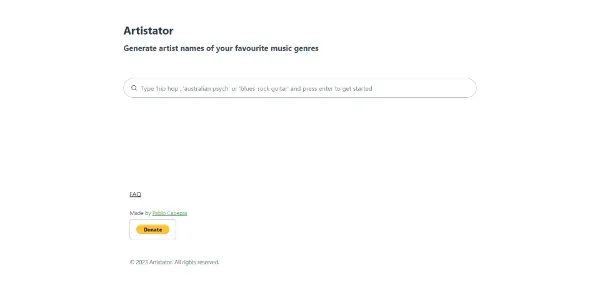 Artistator
Generate artist names of your favourite music genres
Type 'hip hop', 'australian psych' or 'blues-rock guitar' and press enter to get started
FAQ
Made by Pablo
Donate
© 2023 Artistator. All rights reserved.